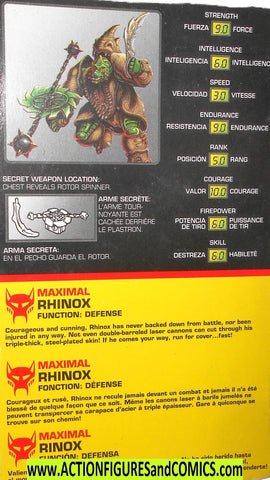 STRENGTH
FUERZA 9.0 FORCE
INTELLIGENCE
INTELIGENCIA 6.0 INTELLIGENCE
SPEED
VELOCIDAD 3.0 VITESSE
ENDURANCE
RESISTENCIA 9.0 ENDURANCE
RANK
POSICIÓN 5.0 RANG
COURAGE
VALOR 10.0 COURAGE
FIREPOWER
POTENCIA 6.0 PUISSANCE
DE TIRO DE TIR
SKILL
DESTREZA 6.0 HABILETÉ
SECRET WEAPON LOCATION:
CHEST REVEALS ROTOR SPINNER.
ARME SECRÈTE:
L'ARME TOUR-
NOYANTE EST
CACHÉE DERRIÈRE
LE PLASTRON.
ARMA SECRETA:
EN EL PECHO GUARDA EL ROTOR.
MAXIMAL
RHINOX
FUNCTION: DEFENSE
Courageous and cunning, Rhinox has never backed down from battle, nor been
injured in any way. Not even double-barreled laser cannons can cut through his
triple-thick, steel-plated skin! If he comes your way, run for cover...fast!
MAXIMAL
RHINOX
FONCTION: DÉFENSE
Courageux et rusé, Rhinox ne recule jamais devant un combat et jamais il n'a été
blessé de quelque façon que ce soit. Même les canons laser à barils jumelés ne
peuvent transpercer sa carapace d'acier à triple épaisseur. Gare à quiconque se
trouve sur son chemin!
MAXIMAL
RINOX
FUNCIÓN: DEFENSA
www.ACTIONFIGURESandCOMICS.com